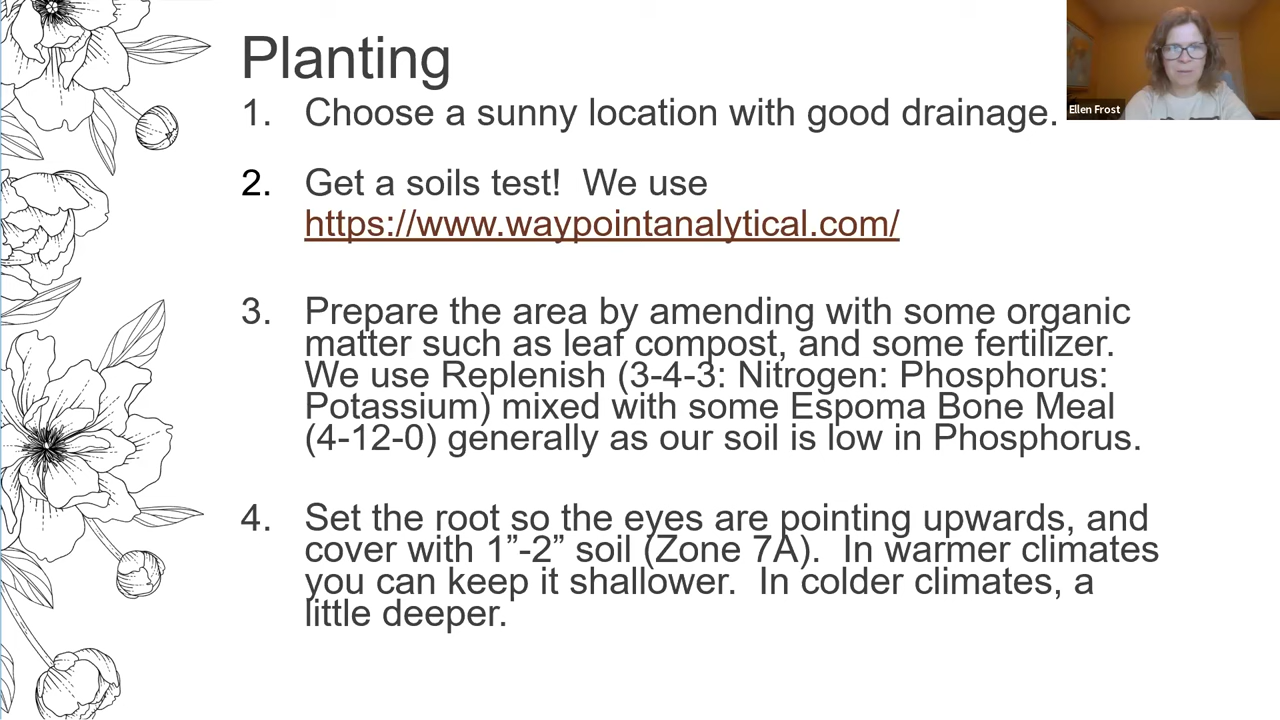 Planting
1. Choose a sunny location with good drainage.
Ellen Frost
2. Get a soils test!  We use
https://www.waypointanalytical.com/
3. Prepare the area by amending with some organic
matter such as leaf compost, and some fertilizer.
We use Replenish (3-4-3: Nitrogen: Phosphorus:
Potassium) mixed with some Espoma Bone Meal
(4-12-0) generally as our soil is low in Phosphorus.
4. Set the root so the eyes are pointing upwards, and
cover with 1”-2” soil (Zone 7A).  In warmer climates
you can keep it shallower.  In colder climates, a
little deeper.